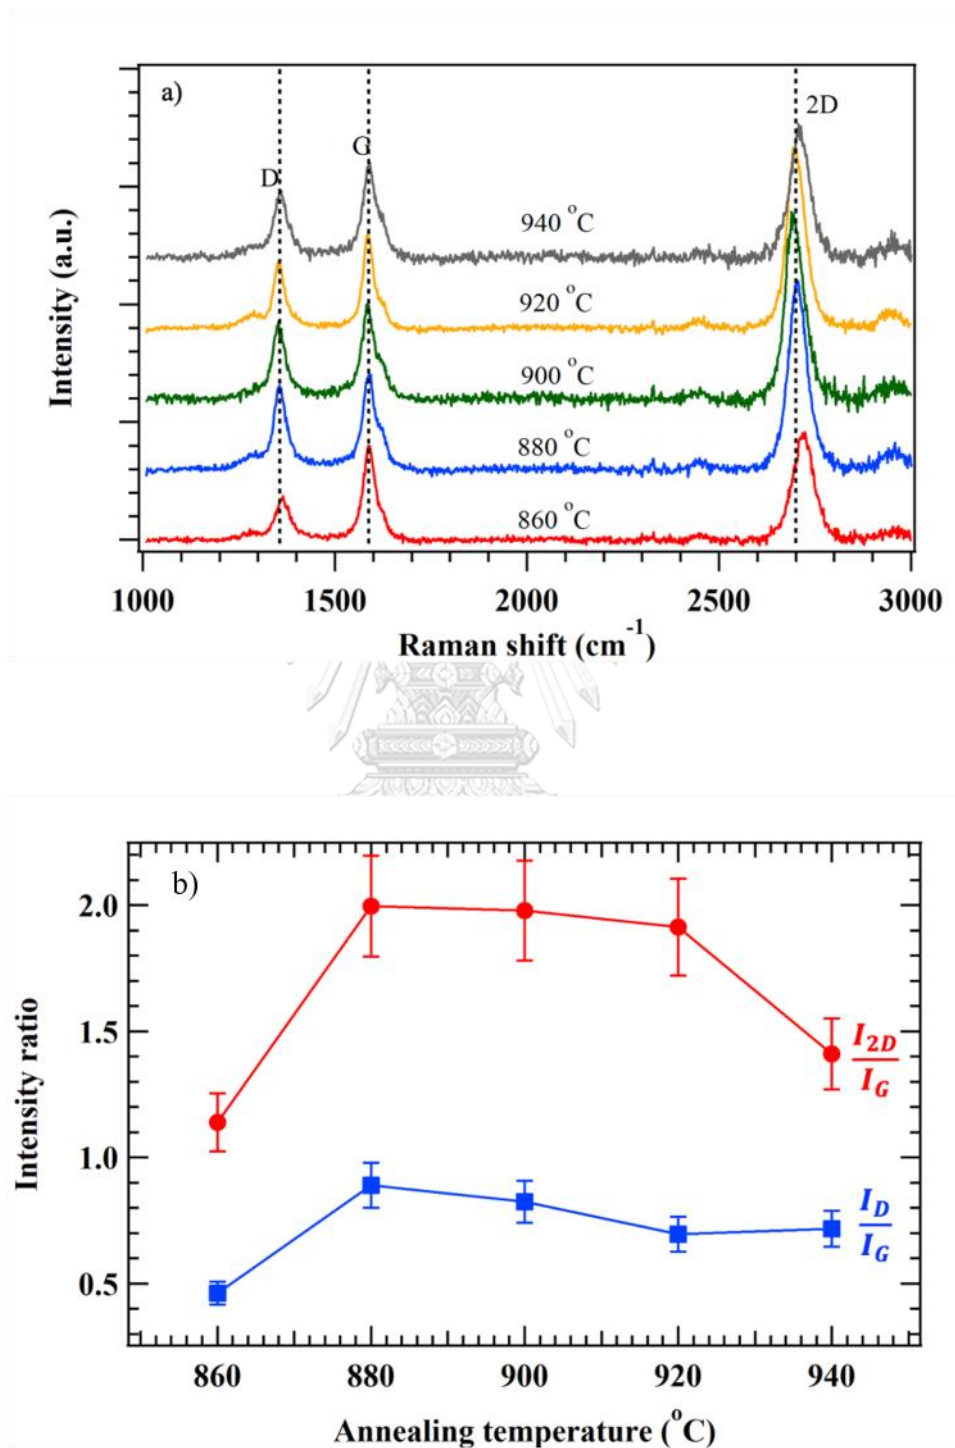 a)
2D
G
D
940 °C
920 °C
900 °C
880 °C
860 °C
Intensity (a.u.)
1000 1500 2000 2500 3000
Raman shift (cm-1)
b)
2.0
1.5
1.0
0.5
Intensity ratio
I2D
IG
ID
IG
860 880 900 920 940
Annealing temperature (°C)